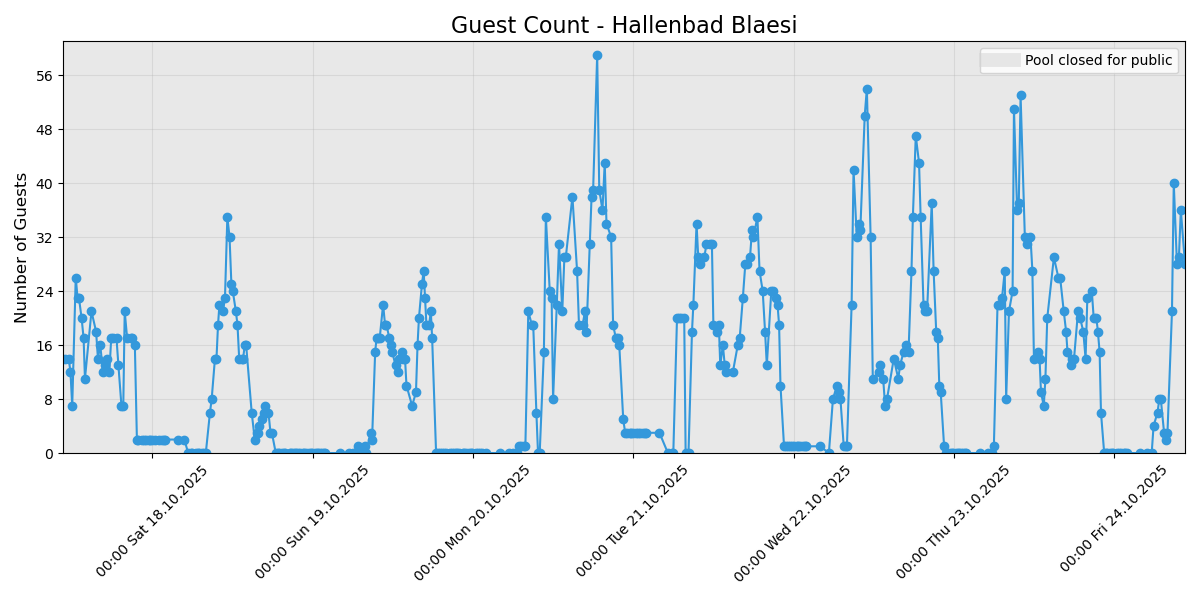 Guest Count - Hallenbad Blaesi
Pool closed for public
Number of Guests
56
48
40
32
24
16
8
0
00:00 Sat 18.10.2025
00:00 Sun 19.10.2025
00:00 Mon 20.10.2025
00:00 Tue 21.10.2025
00:00 Wed 22.10.2025
00:00 Thu 23.10.2025
00:00 Fri 24.10.2025